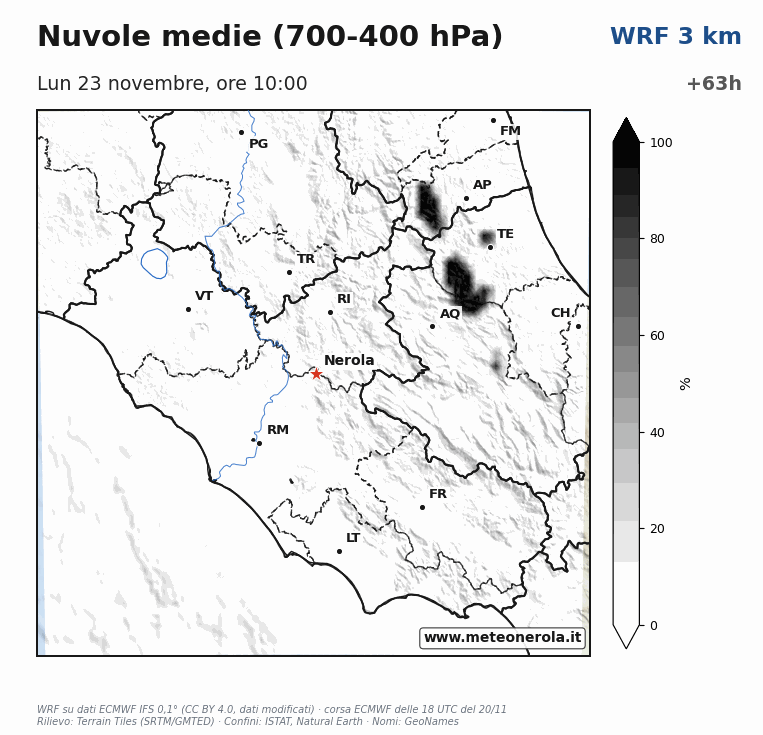 Nuvole medie (700-400 hPa)
WRF 3 km
Lun 23 novembre, ore 10:00
+63h
FM
PG
AP
TE
TR
VT
RI
AQ
CH
Nerola
RM
FR
LT
www.meteonerola.it
100
80
60
40
20
0
%
WRF su dati ECMWF IFS 0,1° (CC BY 4.0, dati modificati) · corsa ECMWF delle 18 UTC del 20/11
Rilievo: Terrain Tiles (SRTM/GMTED) · Confini: ISTAT, Natural Earth · Nomi: GeoNames